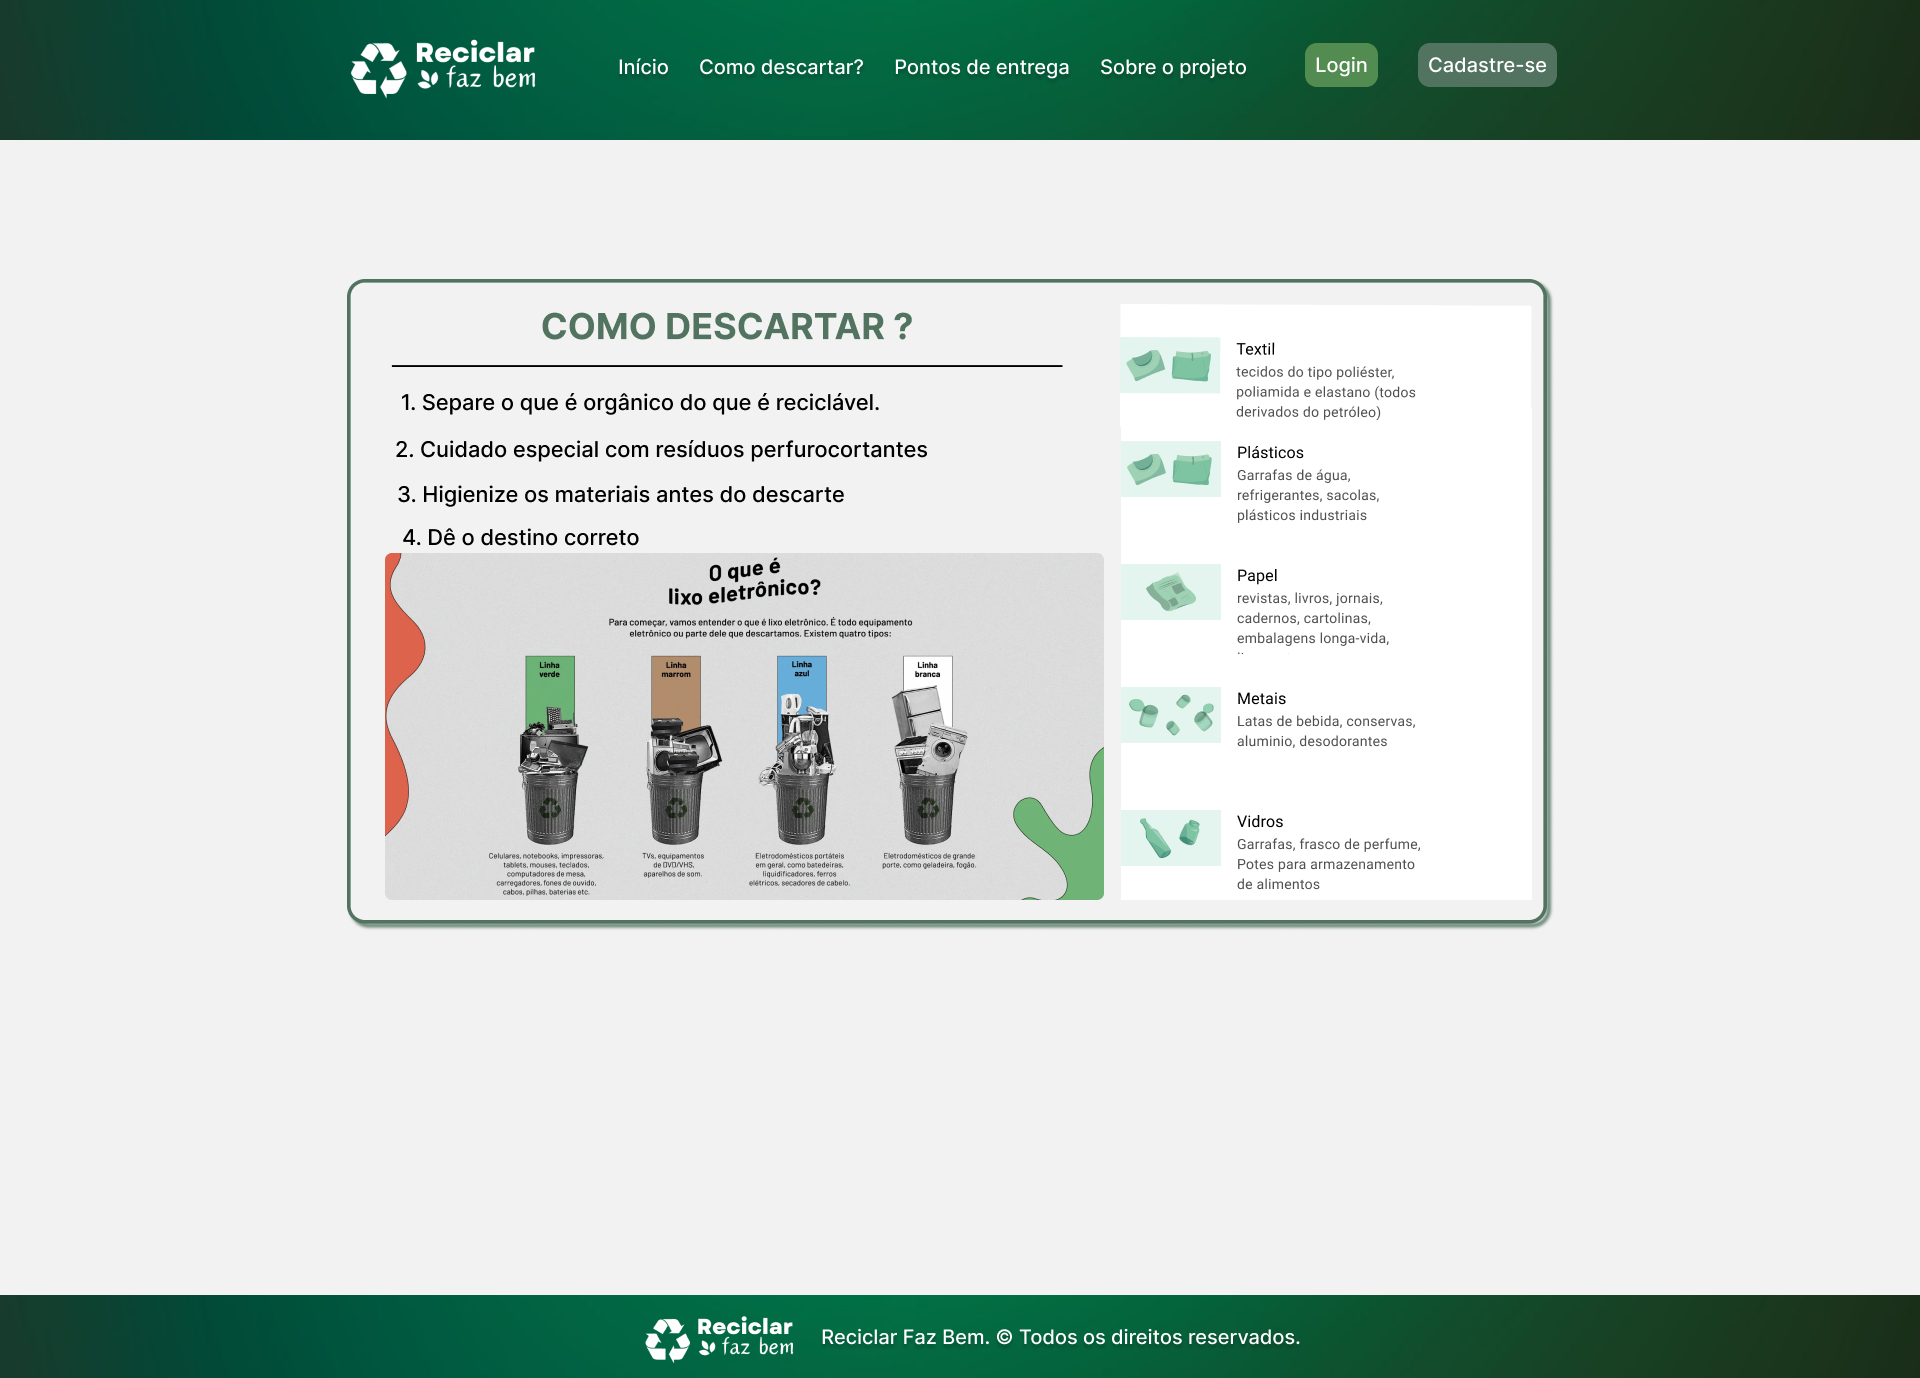 Reciclar
faz bem
Início
Como descartar?
Pontos de entrega
Sobre o projeto
Login
Cadastre-se
COMO DESCARTAR ?
1. Separe o que é orgânico do que é reciclável.
2. Cuidado especial com resíduos perfurocortantes
3. Higienize os materiais antes do descarte
4. Dê o destino correto
O que é
lixo eletrônico?
Para começar, vamos entender o que é lixo eletrônico. É todo equipamento
eletrônico ou parte dele que descartamos. Existem quatro tipos:
Linha
verde
Celulares, notebooks, impressoras,
tablets, mouses, teclados,
computadores de mesa,
carregadores, fones de ouvido,
cabos, pilhas, baterias etc.
Linha
marrom
TVs, equipamentos
de DVD/VHS,
aparelhos de som.
Linha
azul
Eletrodomésticos portáteis
em geral, como batedeiras,
liquidificadores, ferros
elétricos, secadores de cabelo.
Linha
branca
Eletrodomésticos de grande
porte, como geladeira, fogão.
Textil
tecidos do tipo poliéster,
poliamida e elastano (todos
derivados do petróleo)
Plásticos
Garrafas de água,
refrigerantes, sacolas,
plásticos industriais
Papel
revistas, livros, jornais,
cadernos, cartolinas,
embalagens longa-vida,
Metais
Latas de bebida, conservas,
aluminio, desodorantes
Vidros
Garrafas, frasco de perfume,
Potes para armazenamento
de alimentos
Reciclar
faz bem
Reciclar Faz Bem. © Todos os direitos reservados.